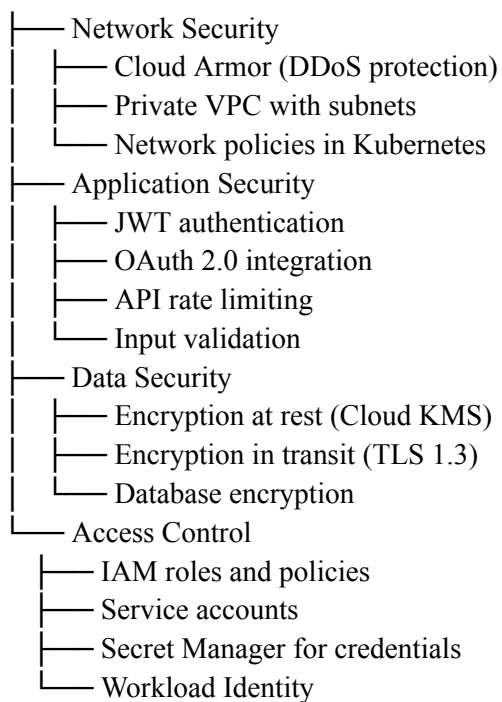 ├── Network Security
│ ├── Cloud Armor (DDoS protection)
│ ├── Private VPC with subnets
│ └── Network policies in Kubernetes
├── Application Security
│ ├── JWT authentication
│ ├── OAuth 2.0 integration
│ ├── API rate limiting
│ └── Input validation
├── Data Security
│ ├── Encryption at rest (Cloud KMS)
│ ├── Encryption in transit (TLS 1.3)
│ └── Database encryption
└── Access Control
├── IAM roles and policies
├── Service accounts
├── Secret Manager for credentials
└── Workload Identity